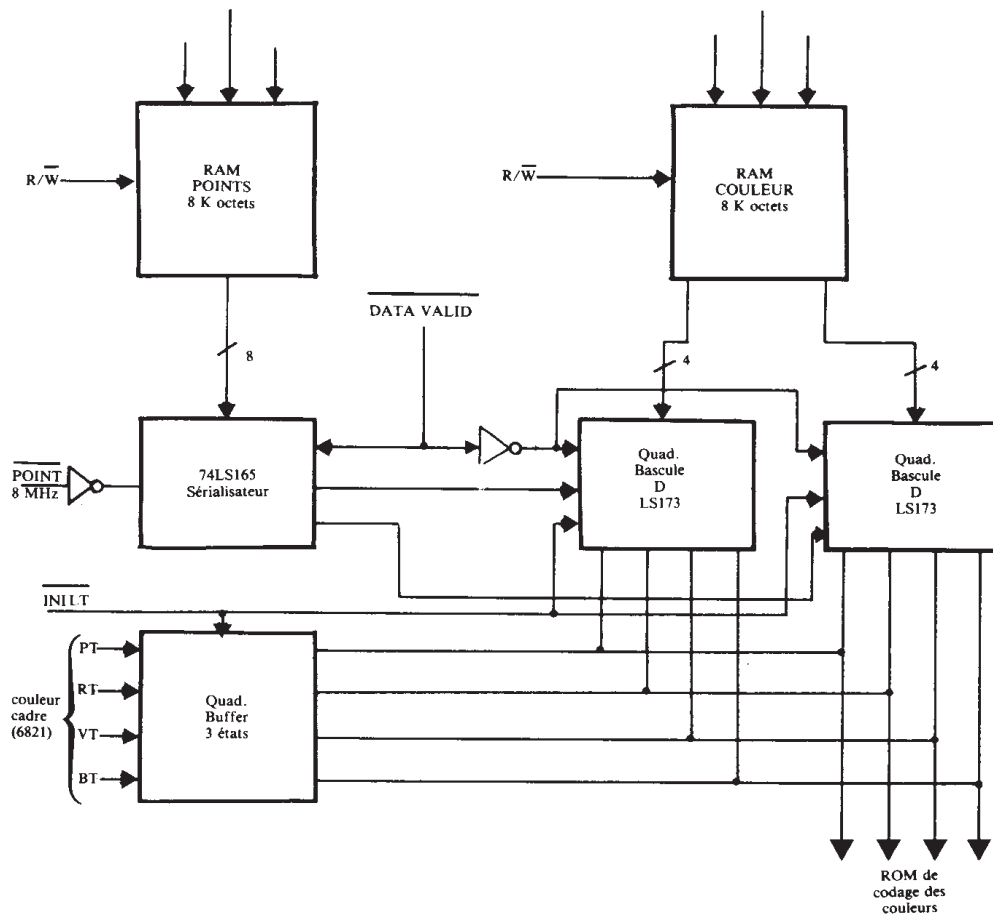 RAM
POINTS
8 K octets
R/W̅
RAM
COULEUR
8 K octets
R/W̅
DATA VALID
8
4
4
POINT
8 MHz
74LS165
Sérialisateur
Quad.
Bascule
D
LS173
Quad.
Bascule
D
LS173
INILT
couleur
cadre
(6821)
PT
RT
VT
BT
Quad.
Buffer
3 états
ROM de
codage des
couleurs